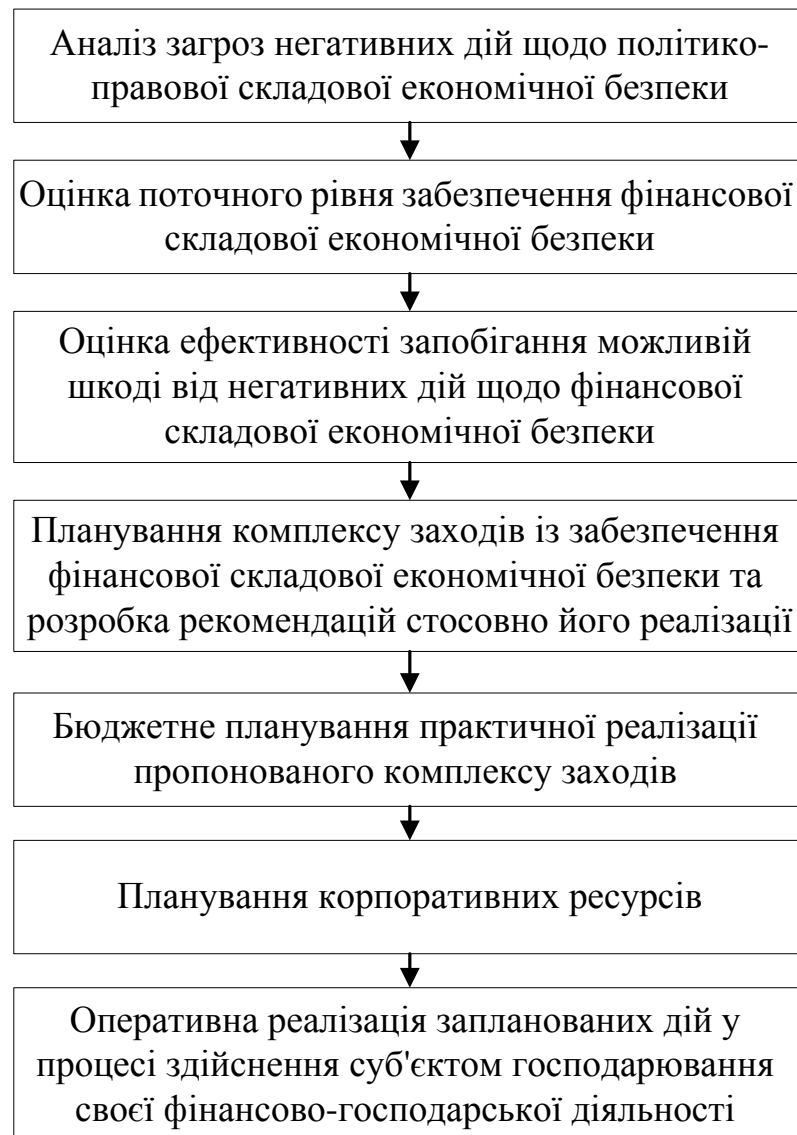 Аналіз загроз негативних дій щодо політико-
правової складової економічної безпеки
Оцінка поточного рівня забезпечення фінансової
складової економічної безпеки
Оцінка ефективності запобігання можливій
шкоді від негативних дій щодо фінансової
складової економічної безпеки
Планування комплексу заходів із забезпечення
фінансової складової економічної безпеки та
розробка рекомендацій стосовно його реалізації
Бюджетне планування практичної реалізації
пропонованого комплексу заходів
Планування корпоративних ресурсів
Оперативна реалізація запланованих дій у
процесі здійснення суб'єктом господарювання
своєї фінансово-господарської діяльності